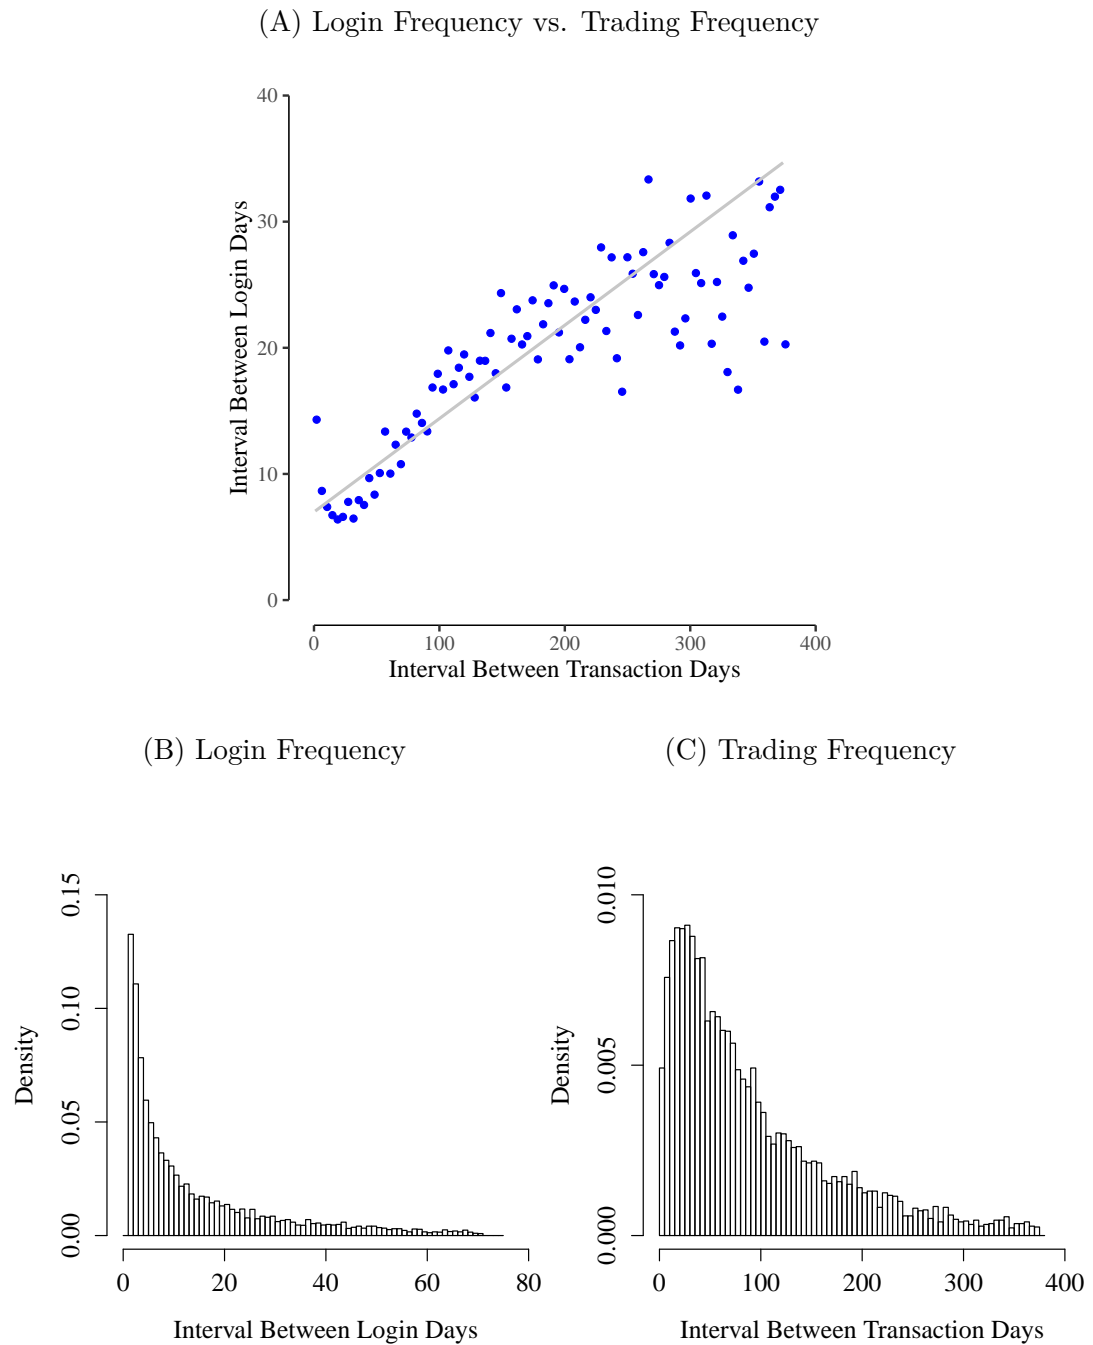 (A) Login Frequency vs. Trading Frequency
40
30
20
10
0
Interval Between Login Days
0 100 200 300 400
Interval Between Transaction Days
(B) Login Frequency
0.15
0.10
0.05
0.00
Density
0 20 40 60 80
Interval Between Login Days
(C) Trading Frequency
0.010
0.005
0.000
Density
0 100 200 300 400
Interval Between Transaction Days